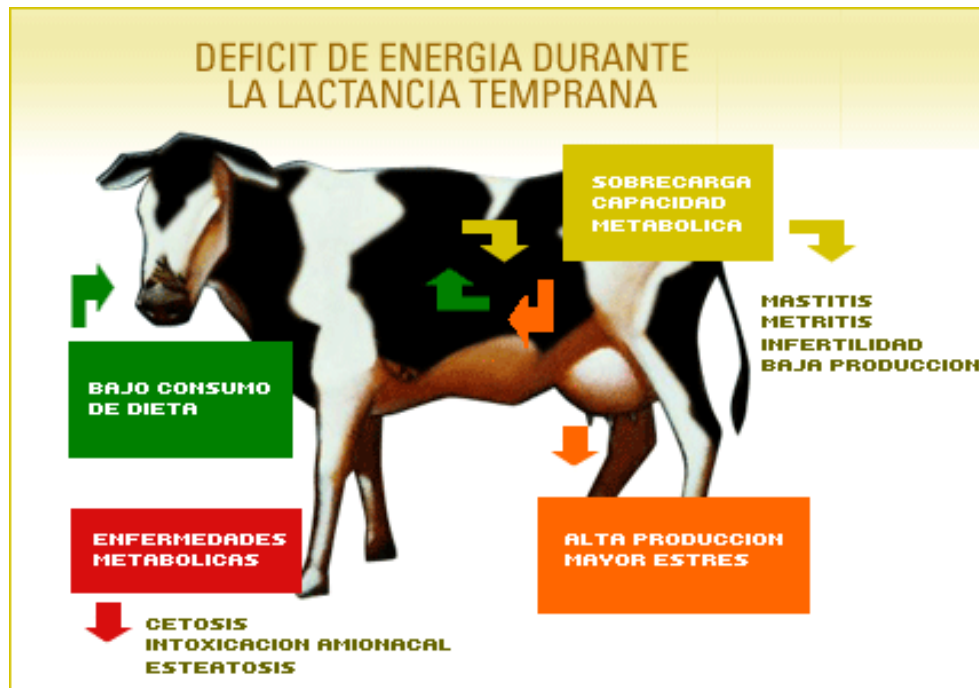 DEFICIT DE ENERGIA DURANTE
LA LACTANCIA TEMPRANA
SOBRECARGA
CAPACIDAD
METABOLICA
MASTITIS
METRITIS
INFERTILIDAD
BAJA PRODUCCION
BAJO CONSUMO
DE DIETA
ENFERMEDADES
METABOLICAS
ALTA PRODUCCION
MAYOR ESTRES
CETOSIS
INTOXICACION AMIONACAL
ESTEATOSIS